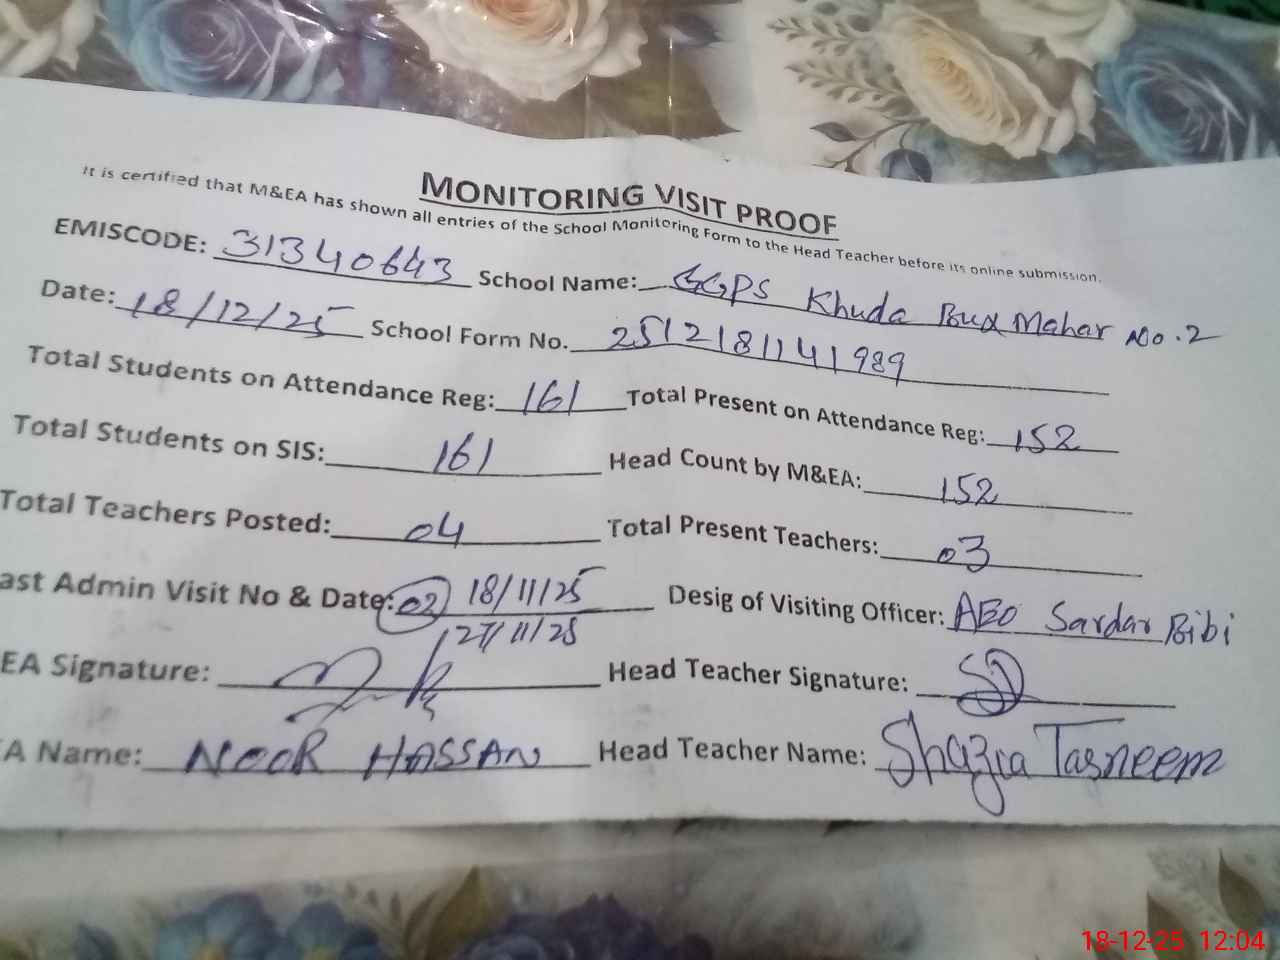 MONITORING VISIT PROOF
It is certified that M&EA has shown all entries of the School Monitoring Form to the Head Teacher before its online submission.
EMISCODE: 31340643 School Name: GGPS Khuda Bux Mahar No.2
Date: 18/12/25 School Form No. 2512181141989
Total Students on Attendance Reg: 161 Total Present on Attendance Reg: 152
Total Students on SIS: 161 Head Count by M&EA: 152
Total Teachers Posted: 04 Total Present Teachers: 03
ast Admin Visit No & Date: 02 18/11/25 Desig of Visiting Officer: AEO Sardar Bibi
27/11/25
EA Signature: Head Teacher Signature:
A Name: NOOR HASSAN Head Teacher Name: Shazia Tasneem
18-12-25 12:04